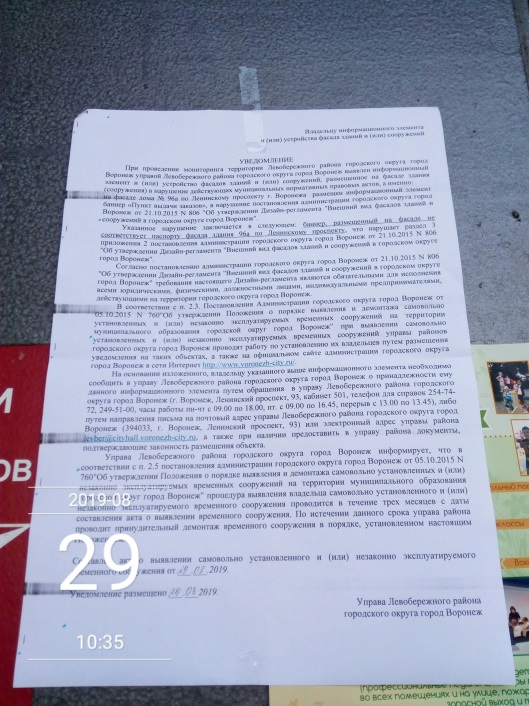 Владельцу информационного элемента
и (или) устройства фасада зданий и (или) сооружений
УВЕДОМЛЕНИЕ
При проведении мониторинга территории Левобережного района городского округа город
Воронеж управой Левобережного района городского округа город Воронеж выявлен информационный
элемент и (или) устройство фасадов зданий и (или) сооружений, размещенное на фасаде здания
(сооружения) в нарушение действующих муниципальных нормативных правовых актов, а именно:
на фасаде дома № 96а по Ленинскому проспекту г. Воронежа размещен информационный элемент
баннер «Пункт выдачи заказов», в нарушение постановления администрации городского округа город
Воронеж от 21.10.2015 N 806 "Об утверждении Дизайн-регламента "Внешний вид фасадов зданий и
сооружений в городском округе город Воронеж".
Указанное нарушение заключается в следующем: баннер, размещенный на фасаде, не
соответствует паспорту фасада здания 96а по Ленинскому проспекту, что нарушает раздел 3
приложения 2 постановления администрации городского округа город Воронеж от 21.10.2015 N 806
"Об утверждении Дизайн-регламента "Внешний вид фасадов зданий и сооружений в городском округе
город Воронеж".
Согласно постановлению администрации городского округа город Воронеж от 21.10.2015 N 806
"Об утверждении Дизайн-регламента "Внешний вид фасадов зданий и сооружений в городском округе
город Воронеж" требования настоящего Дизайн-регламента являются обязательными для исполнения
всеми юридическими, физическими, должностными лицами, индивидуальными предпринимателями,
действующими на территории городского округа город Воронеж.
В соответствии с п. 2.3. Постановления Администрации городского округа город Воронеж от
05.10.2015 N 760"Об утверждении Положения о порядке выявления и демонтажа самовольно
установленных и (или) незаконно эксплуатируемых временных сооружений на территории
муниципального образования городской округ город Воронеж" при выявлении самовольно
установленных и (или) незаконно эксплуатируемых временных сооружений управы районов
городского округа город Воронеж проводят работу по установлению их владельцев путем размещения
уведомления на таких объектах, а также на официальном сайте администрации городского округа
город Воронеж в сети Интернет http://www.voronezh-city.ru/.
На основании изложенного, владельцу указанного выше информационного элемента необходимо
сообщить в управу Левобережного района городского округа город Воронеж о принадлежности ему
данного информационного элемента путем обращения в управу Левобережного района городского
округа город Воронеж (г. Воронеж, Ленинский проспект, 93, кабинет 501, телефон для справок 254-74-
72, 249-51-00, часы работы пн-чт с 09.00 до 18.00, пт. с 09.00 по 16.45, перерыв с 13.00 по 13.45), либо
путем направления письма на почтовый адрес управы Левобережного района городского округа город
Воронеж (394033, г. Воронеж, Ленинский проспект, 93) или электронный адрес управы района
levber@cityhall.voronezh-city.ru, а также при наличии предоставить в управу района документы,
подтверждающие законность размещения объекта.
Управа Левобережного района городского округа город Воронеж информирует, что в
соответствии с п. 2.5 постановления администрации городского округа город Воронеж от 05.10.2015 N
760"Об утверждении Положения о порядке выявления и демонтажа самовольно установленных и (или)
незаконно эксплуатируемых временных сооружений на территории муниципального образования
округ город Воронеж" процедура выявления владельца самовольно установленного и (или)
незаконно эксплуатируемого временного сооружения проводится в течение трех месяцев с даты
составления акта о выявлении временного сооружения. По истечении данного срока управа района
проводит принудительный демонтаж временного сооружения в порядке, установленном настоящим
о выявлении самовольно установленного и (или) незаконно эксплуатируемого
временного сооружения от 2019.
Уведомление размещено 2019.
Управа Левобережного района
городского округа город Воронеж
2019.08
29
10:35
И
ОВ
К
во всех помещениях и на улице, пожар